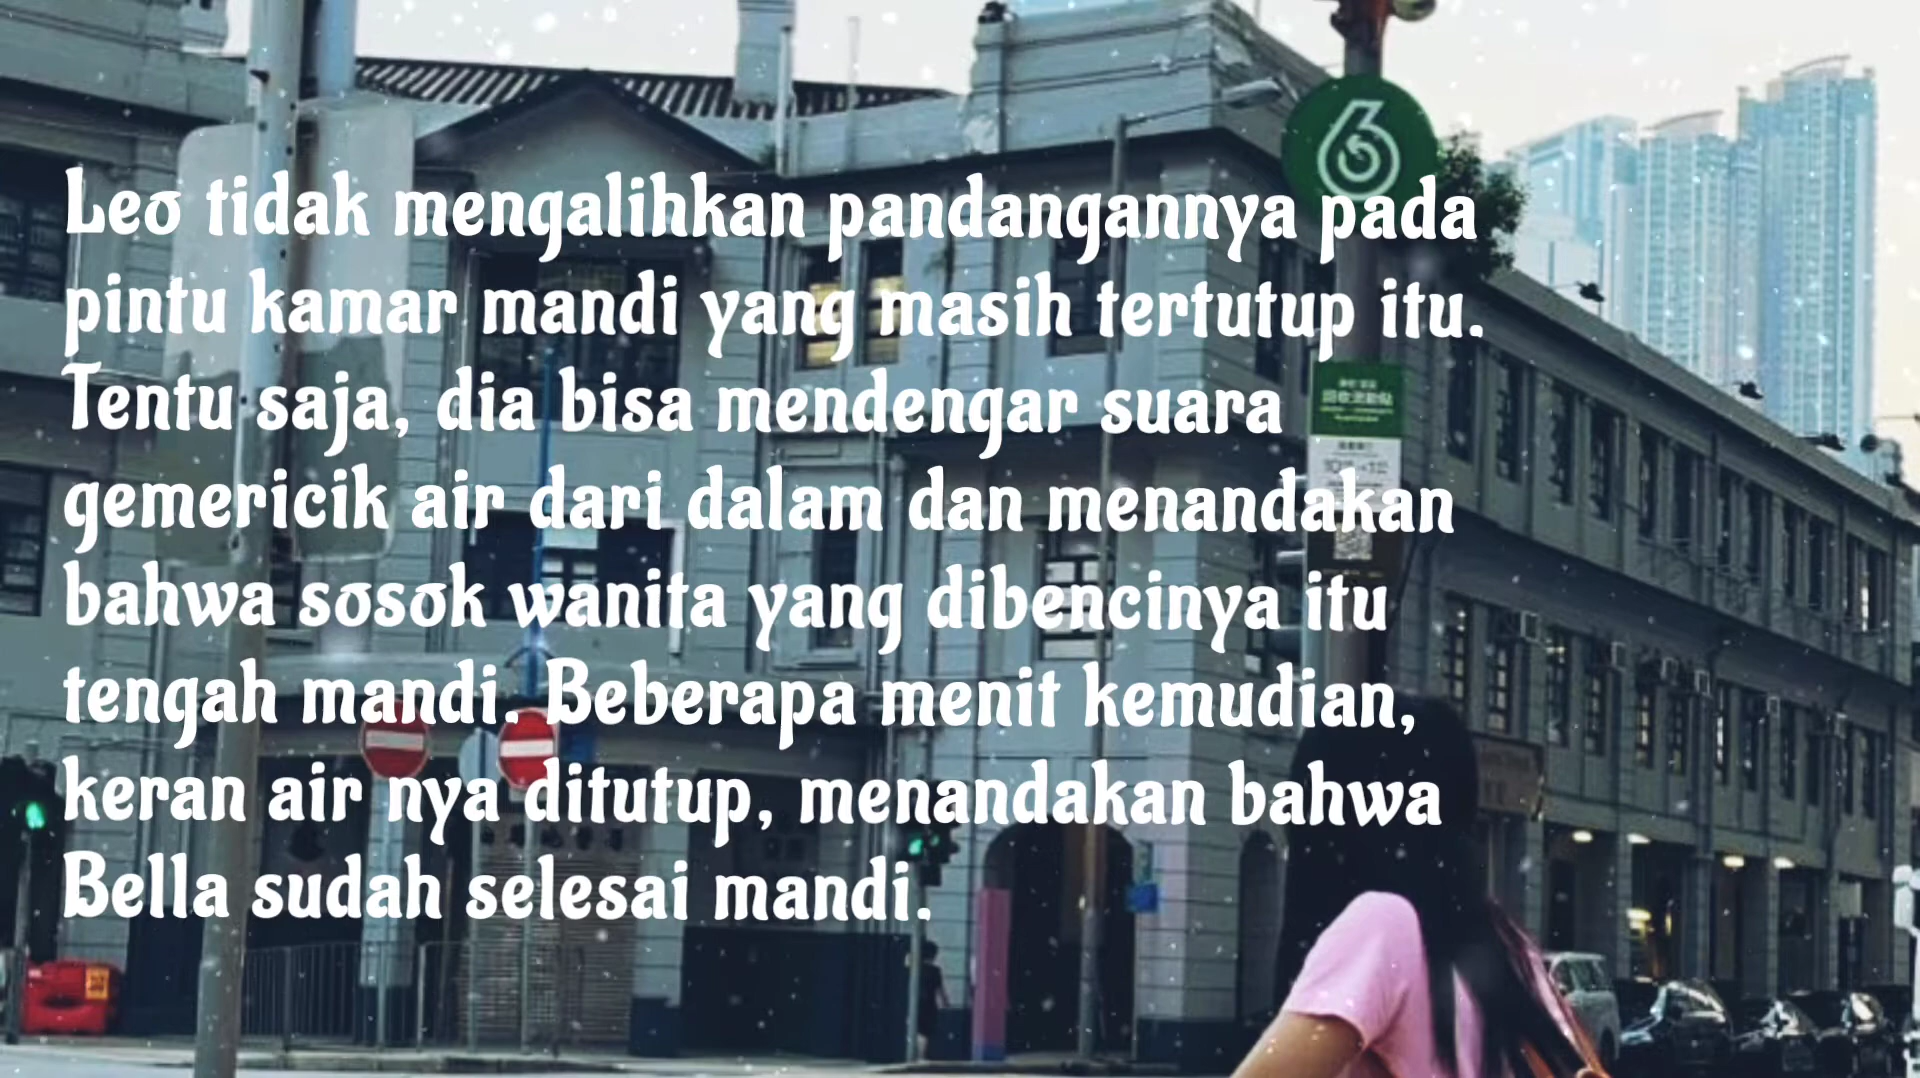 Leo tidak mengalihkan pandangannya pada
pintu kamar mandi yang masih tertutup itu.
Tentu saja, dia bisa mendengar suara
gemericik air dari dalam dan menandakan
bahwa sosok wanita yang dibencinya itu
tengah mandi. Beberapa menit kemudian,
keran air nya ditutup, menandakan bahwa
Bella sudah selesai mandi.